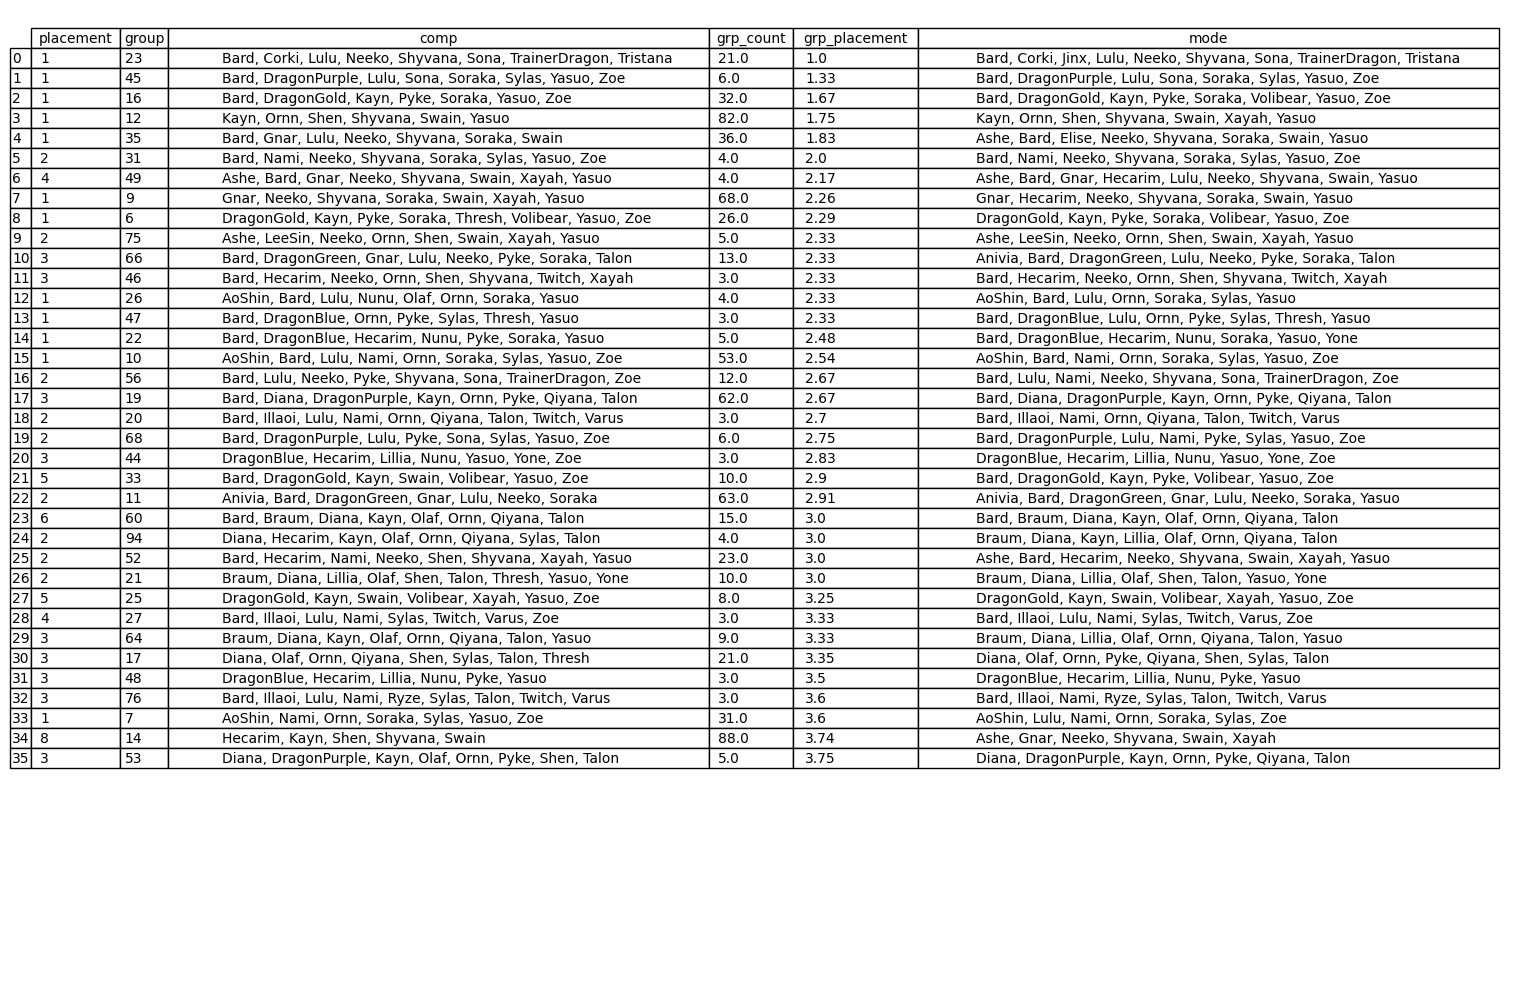 placement group comp grp_count grp_placement mode
0 1 23 Bard, Corki, Lulu, Neeko, Shyvana, Sona, TrainerDragon, Tristana 21.0 1.0 Bard, Corki, Jinx, Lulu, Neeko, Shyvana, Sona, TrainerDragon, Tristana
1 1 45 Bard, DragonPurple, Lulu, Sona, Soraka, Sylas, Yasuo, Zoe 6.0 1.33 Bard, DragonPurple, Lulu, Sona, Soraka, Sylas, Yasuo, Zoe
2 1 16 Bard, DragonGold, Kayn, Pyke, Soraka, Yasuo, Zoe 32.0 1.67 Bard, DragonGold, Kayn, Pyke, Soraka, Volibear, Yasuo, Zoe
3 1 12 Kayn, Ornn, Shen, Shyvana, Swain, Yasuo 82.0 1.75 Kayn, Ornn, Shen, Shyvana, Swain, Xayah, Yasuo
4 1 35 Bard, Gnar, Lulu, Neeko, Shyvana, Soraka, Swain 36.0 1.83 Ashe, Bard, Elise, Neeko, Shyvana, Soraka, Swain, Yasuo
5 2 31 Bard, Nami, Neeko, Shyvana, Soraka, Sylas, Yasuo, Zoe 4.0 2.0 Bard, Nami, Neeko, Shyvana, Soraka, Sylas, Yasuo, Zoe
6 4 49 Ashe, Bard, Gnar, Neeko, Shyvana, Swain, Xayah, Yasuo 4.0 2.17 Ashe, Bard, Gnar, Hecarim, Lulu, Neeko, Shyvana, Swain, Yasuo
7 1 9 Gnar, Neeko, Shyvana, Soraka, Swain, Xayah, Yasuo 68.0 2.26 Gnar, Hecarim, Neeko, Shyvana, Soraka, Swain, Yasuo
8 1 6 DragonGold, Kayn, Pyke, Soraka, Thresh, Volibear, Yasuo, Zoe 26.0 2.29 DragonGold, Kayn, Pyke, Soraka, Volibear, Yasuo, Zoe
9 2 75 Ashe, LeeSin, Neeko, Ornn, Shen, Swain, Xayah, Yasuo 5.0 2.33 Ashe, LeeSin, Neeko, Ornn, Shen, Swain, Xayah, Yasuo
10 3 66 Bard, DragonGreen, Gnar, Lulu, Neeko, Pyke, Soraka, Talon 13.0 2.33 Anivia, Bard, DragonGreen, Lulu, Neeko, Pyke, Soraka, Talon
11 3 46 Bard, Hecarim, Neeko, Ornn, Shen, Shyvana, Twitch, Xayah 3.0 2.33 Bard, Hecarim, Neeko, Ornn, Shen, Shyvana, Twitch, Xayah
12 1 26 AoShin, Bard, Lulu, Nunu, Olaf, Ornn, Soraka, Yasuo 4.0 2.33 AoShin, Bard, Lulu, Ornn, Soraka, Sylas, Yasuo
13 1 47 Bard, DragonBlue, Ornn, Pyke, Sylas, Thresh, Yasuo 3.0 2.33 Bard, DragonBlue, Lulu, Ornn, Pyke, Sylas, Thresh, Yasuo
14 1 22 Bard, DragonBlue, Hecarim, Nunu, Pyke, Soraka, Yasuo 5.0 2.48 Bard, DragonBlue, Hecarim, Nunu, Soraka, Yasuo, Yone
15 1 10 AoShin, Bard, Lulu, Nami, Ornn, Soraka, Sylas, Yasuo, Zoe 53.0 2.54 AoShin, Bard, Nami, Ornn, Soraka, Sylas, Yasuo, Zoe
16 2 56 Bard, Lulu, Neeko, Pyke, Shyvana, Sona, TrainerDragon, Zoe 12.0 2.67 Bard, Lulu, Nami, Neeko, Shyvana, Sona, TrainerDragon, Zoe
17 3 19 Bard, Diana, DragonPurple, Kayn, Ornn, Pyke, Qiyana, Talon 62.0 2.67 Bard, Diana, DragonPurple, Kayn, Ornn, Pyke, Qiyana, Talon
18 2 20 Bard, Illaoi, Lulu, Nami, Ornn, Qiyana, Talon, Twitch, Varus 3.0 2.7 Bard, Illaoi, Nami, Ornn, Qiyana, Talon, Twitch, Varus
19 2 68 Bard, DragonPurple, Lulu, Pyke, Sona, Sylas, Yasuo, Zoe 6.0 2.75 Bard, DragonPurple, Lulu, Nami, Pyke, Sylas, Yasuo, Zoe
20 3 44 DragonBlue, Hecarim, Lillia, Nunu, Yasuo, Yone, Zoe 3.0 2.83 DragonBlue, Hecarim, Lillia, Nunu, Yasuo, Yone, Zoe
21 5 33 Bard, DragonGold, Kayn, Swain, Volibear, Yasuo, Zoe 10.0 2.9 Bard, DragonGold, Kayn, Pyke, Volibear, Yasuo, Zoe
22 2 11 Anivia, Bard, DragonGreen, Gnar, Lulu, Neeko, Soraka 63.0 2.91 Anivia, Bard, DragonGreen, Gnar, Lulu, Neeko, Soraka, Yasuo
23 6 60 Bard, Braum, Diana, Kayn, Olaf, Ornn, Qiyana, Talon 15.0 3.0 Bard, Braum, Diana, Kayn, Olaf, Ornn, Qiyana, Talon
24 2 94 Diana, Hecarim, Kayn, Olaf, Ornn, Qiyana, Sylas, Talon 4.0 3.0 Braum, Diana, Kayn, Lillia, Olaf, Ornn, Qiyana, Talon
25 2 52 Bard, Hecarim, Nami, Neeko, Shen, Shyvana, Xayah, Yasuo 23.0 3.0 Ashe, Bard, Hecarim, Neeko, Shyvana, Swain, Xayah, Yasuo
26 2 21 Braum, Diana, Lillia, Olaf, Shen, Talon, Thresh, Yasuo, Yone 10.0 3.0 Braum, Diana, Lillia, Olaf, Shen, Talon, Yasuo, Yone
27 5 25 DragonGold, Kayn, Swain, Volibear, Xayah, Yasuo, Zoe 8.0 3.25 DragonGold, Kayn, Swain, Volibear, Xayah, Yasuo, Zoe
28 4 27 Bard, Illaoi, Lulu, Nami, Sylas, Twitch, Varus, Zoe 3.0 3.33 Bard, Illaoi, Lulu, Nami, Sylas, Twitch, Varus, Zoe
29 3 64 Braum, Diana, Kayn, Olaf, Ornn, Qiyana, Talon, Yasuo 9.0 3.33 Braum, Diana, Lillia, Olaf, Ornn, Qiyana, Talon, Yasuo
30 3 17 Diana, Olaf, Ornn, Qiyana, Shen, Sylas, Talon, Thresh 21.0 3.35 Diana, Olaf, Ornn, Pyke, Qiyana, Shen, Sylas, Talon
31 3 48 DragonBlue, Hecarim, Lillia, Nunu, Pyke, Yasuo 3.0 3.5 DragonBlue, Hecarim, Lillia, Nunu, Pyke, Yasuo
32 3 76 Bard, Illaoi, Lulu, Nami, Ryze, Sylas, Talon, Twitch, Varus 3.0 3.6 Bard, Illaoi, Nami, Ryze, Sylas, Talon, Twitch, Varus
33 1 7 AoShin, Nami, Ornn, Soraka, Sylas, Yasuo, Zoe 31.0 3.6 AoShin, Lulu, Nami, Ornn, Soraka, Sylas, Zoe
34 8 14 Hecarim, Kayn, Shen, Shyvana, Swain 88.0 3.74 Ashe, Gnar, Neeko, Shyvana, Swain, Xayah
35 3 53 Diana, DragonPurple, Kayn, Olaf, Ornn, Pyke, Shen, Talon 5.0 3.75 Diana, DragonPurple, Kayn, Ornn, Pyke, Qiyana, Talon